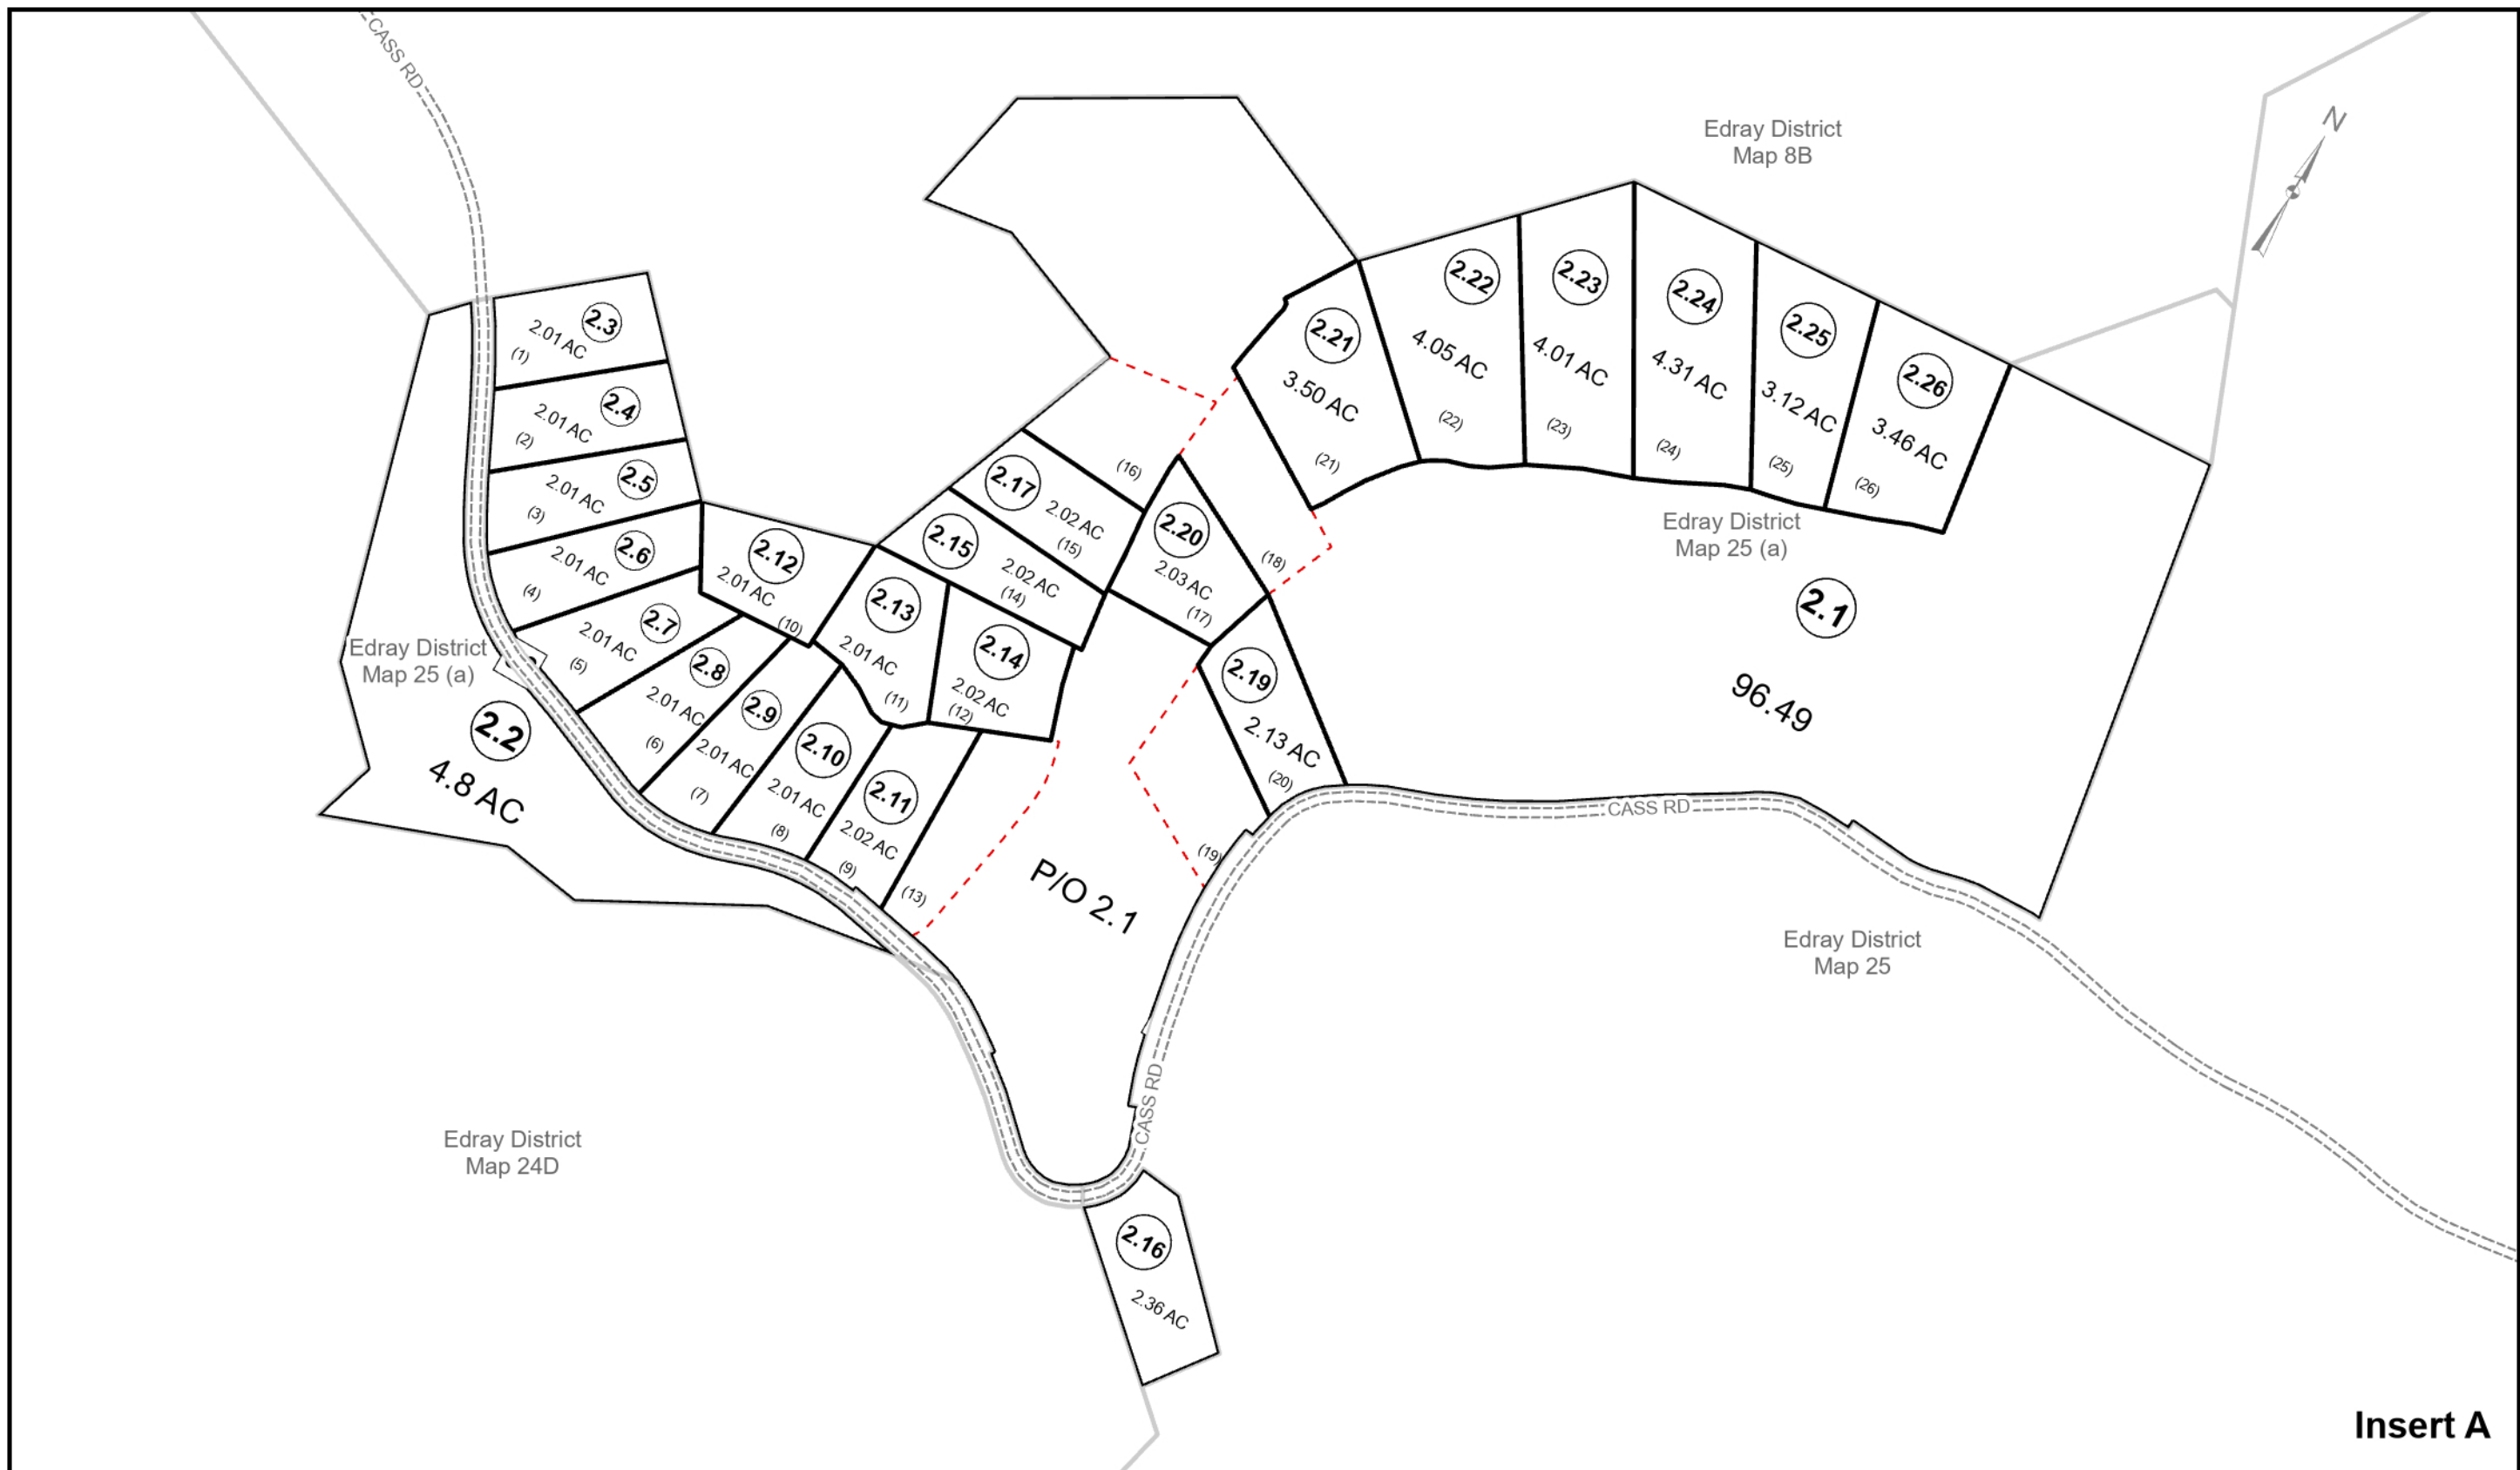 CASS RD
Edray District
Map 8B
N
2.3
2.01 AC
(1)
2.4
2.01 AC
(2)
2.5
2.01 AC
(3)
2.6
2.01 AC
(4)
2.7
2.01 AC
(5)
2.8
2.01 AC
(6)
2.9
2.01 AC
(7)
2.10
2.01 AC
(8)
2.11
2.02 AC
(9)
2.12
2.01 AC
(10)
2.13
2.01 AC
(11)
2.14
2.02 AC
(12)
(13)
2.15
2.02 AC
(14)
2.17
2.02 AC
(15)
(16)
2.20
2.03 AC
(17)
(18)
2.19
2.13 AC
(20)
(19)
2.21
3.50 AC
(21)
2.22
4.05 AC
(22)
2.23
4.01 AC
(23)
2.24
4.31 AC
(24)
2.25
3.12 AC
(25)
2.26
3.46 AC
(26)
Edray District
Map 25 (a)
2.1
96.49
Edray District
Map 25 (a)
2.2
4.8 AC
CASS RD
P/O 2.1
Edray District
Map 25
CASS RD
Edray District
Map 24D
2.16
2.36 AC
Insert A